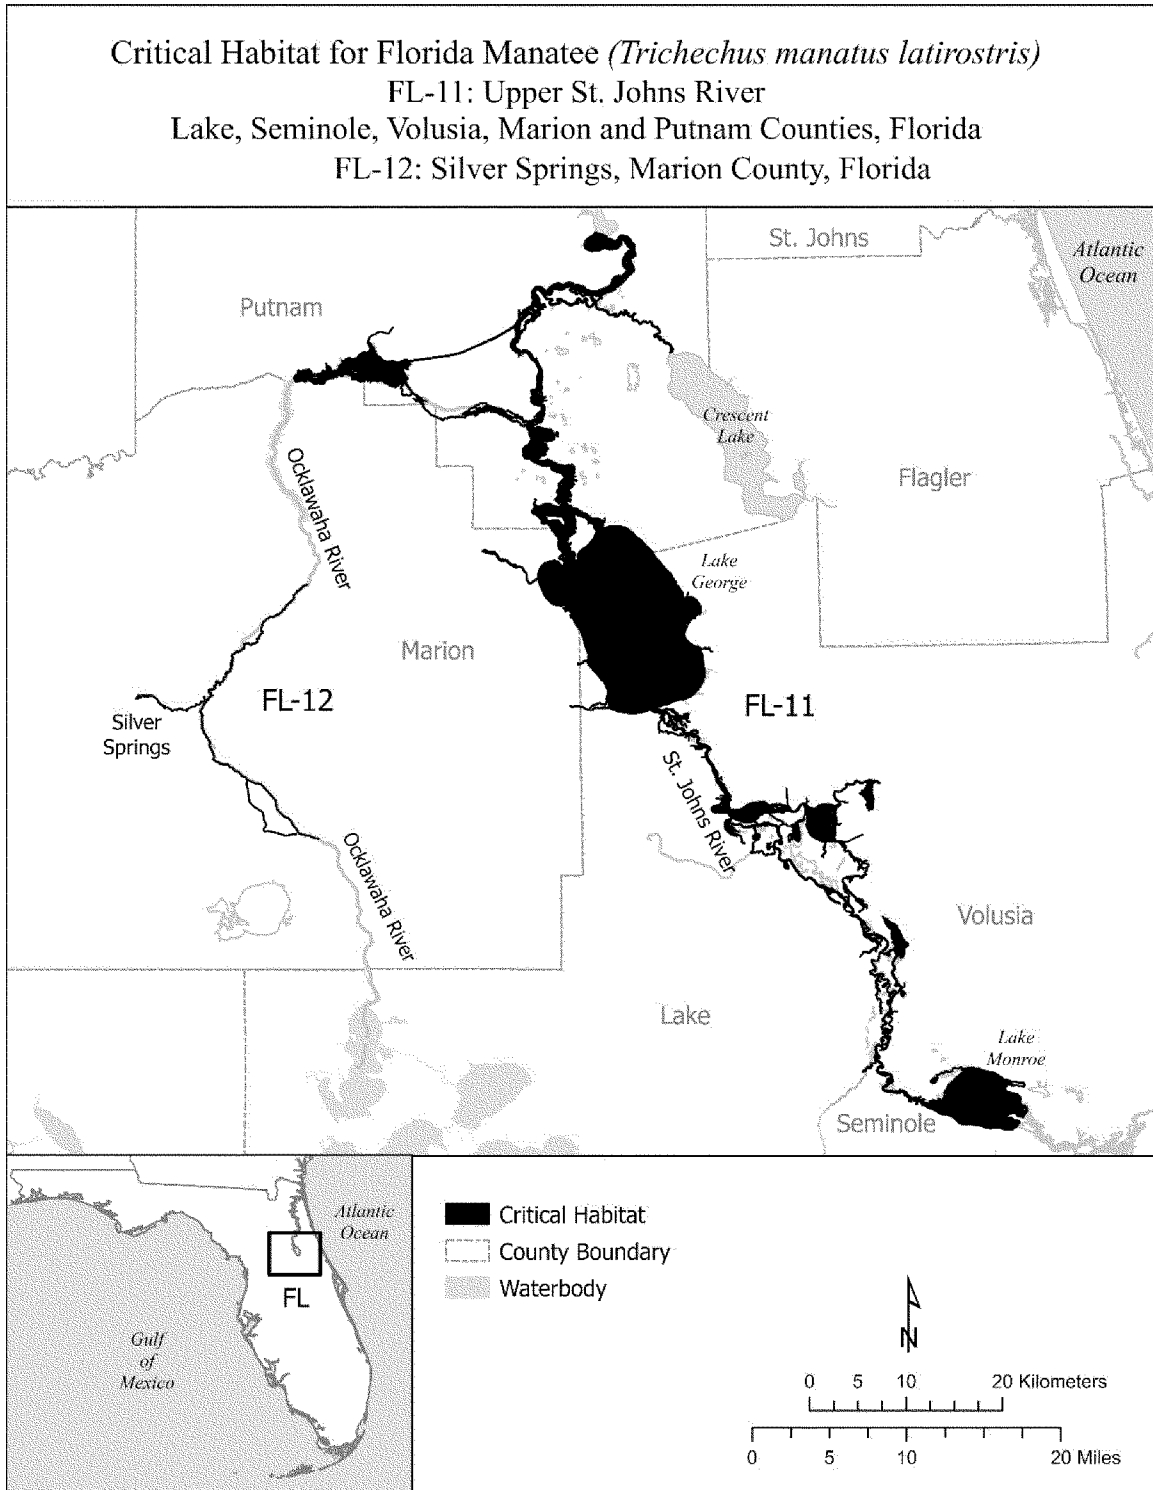 Critical Habitat for Florida Manatee (Trichechus manatus latirostris)
FL-11: Upper St. Johns River
Lake, Seminole, Volusia, Marion and Putnam Counties, Florida
FL-12: Silver Springs, Marion County, Florida
St. Johns
Atlantic
Ocean
Putnam
Crescent
Lake
Flagler
Ocklawaha River
Lake
George
Marion
FL-12
FL-11
Silver
Springs
St. Johns River
Ocklawaha River
Volusia
Lake
Lake
Monroe
Seminole
Atlantic
Ocean
FL
Gulf
of
Mexico
Critical Habitat
County Boundary
Waterbody
N
0 5 10 20 Kilometers
0 5 10 20 Miles